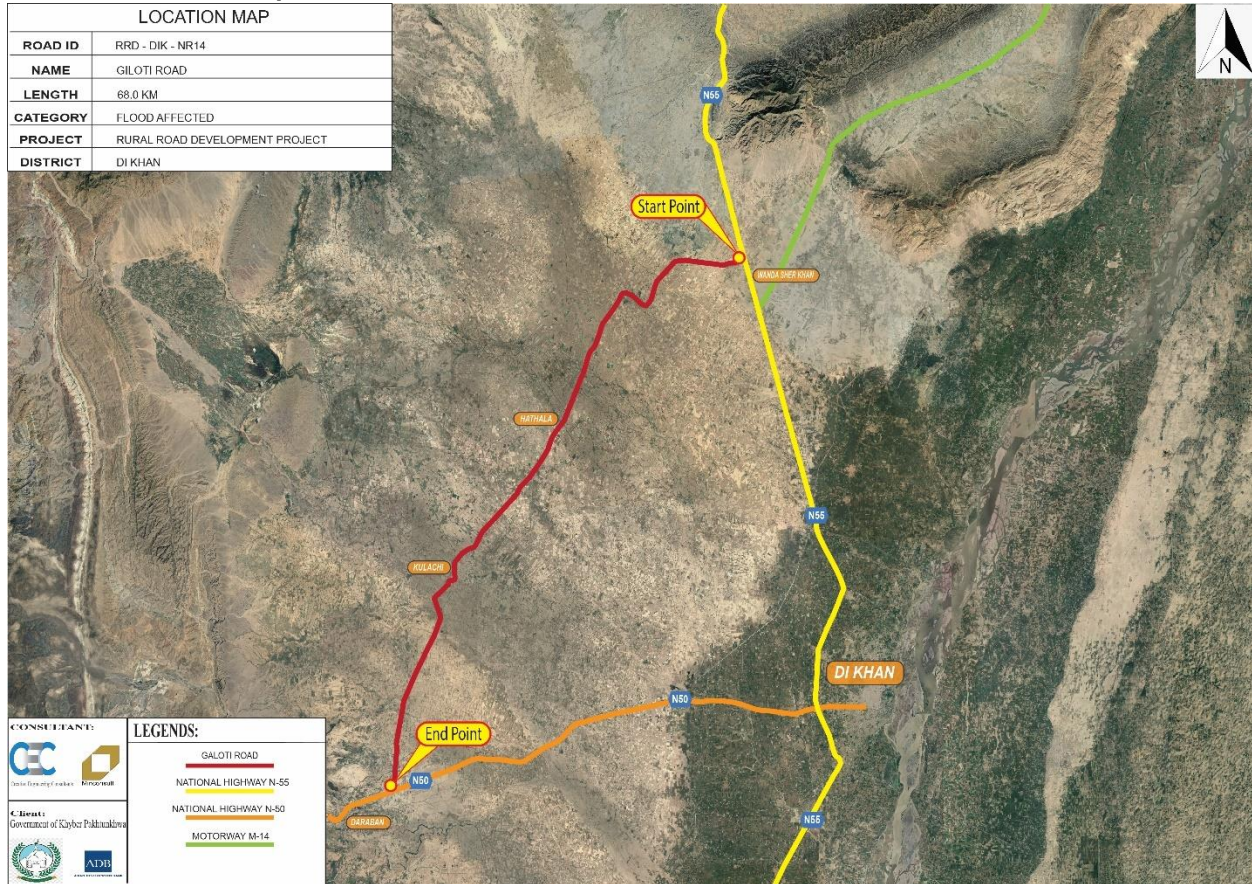 LOCATION MAP
ROAD ID RRD - DIK - NR14
NAME GILOTI ROAD
LENGTH 68.0 KM
CATEGORY FLOOD AFFECTED
PROJECT RURAL ROAD DEVELOPMENT PROJECT
DISTRICT DI KHAN
N
N55
Start Point
WANDA SHER KHAN
HATHALA
N55
KULACHI
DI KHAN
N50
End Point
N50
DARABAN
N55
CONSULTANT:
CEC
Client:
Government of Khyber Pakhtunkhwa
ADB
LEGENDS:
GALOTI ROAD
NATIONAL HIGHWAY N-55
NATIONAL HIGHWAY N-50
MOTORWAY M-14